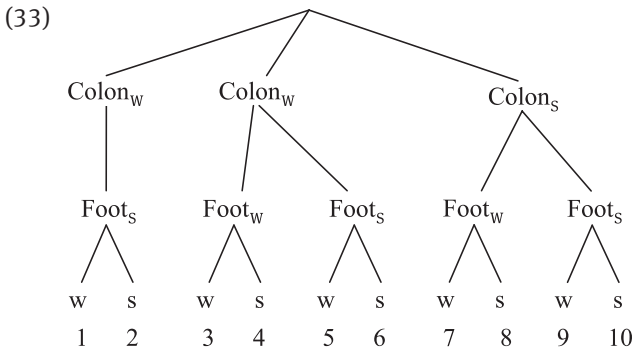 (33)
Colon_W Colon_W Colon_S
Foot_S Foot_W Foot_S Foot_W Foot_S
w s w s w s w s w s
1 2 3 4 5 6 7 8 9 10